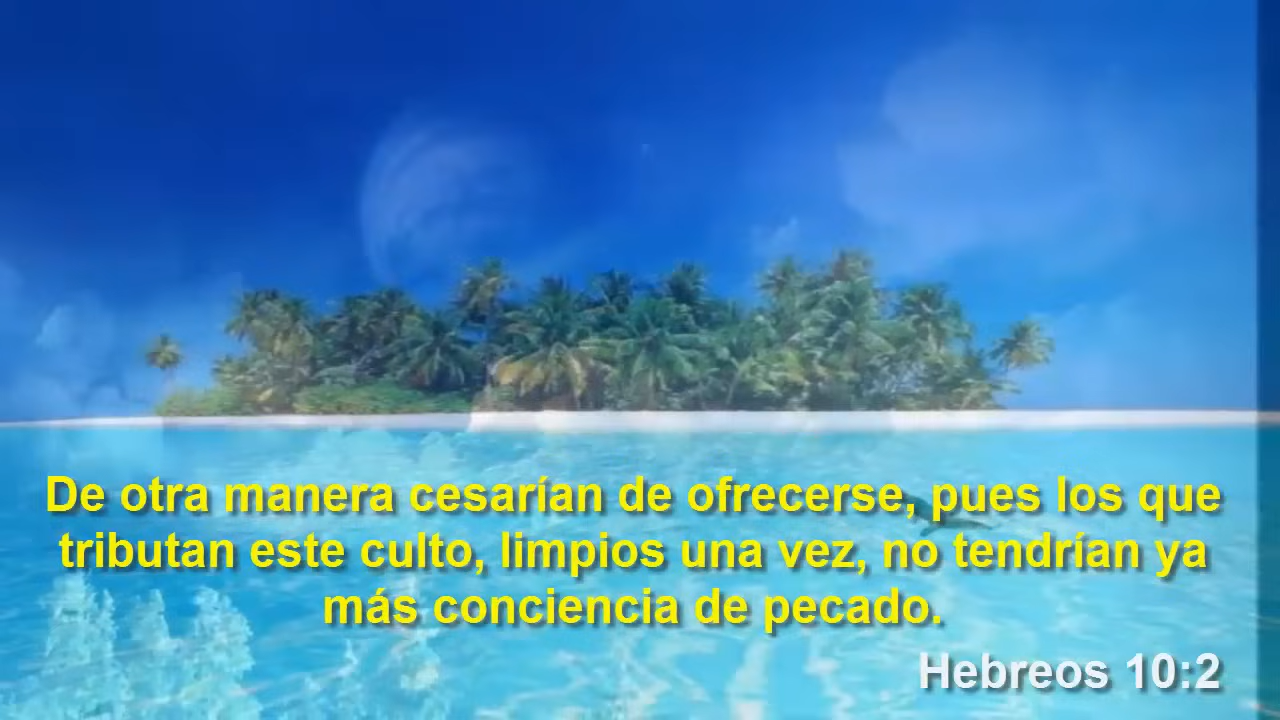 De otra manera cesarían de ofrecerse, pues los que
tributan este culto, limpios una vez, no tendrían ya
más conciencia de pecado.
Hebreos 10:2